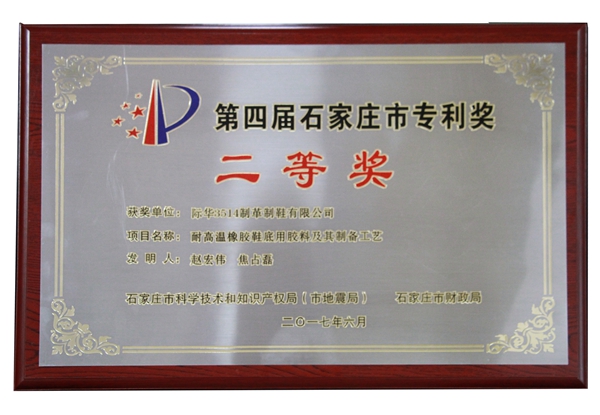 第四届石家庄市专利奖
二等奖
获奖单位：际华3514制革制鞋有限公司
项目名称：耐高温橡胶鞋底用胶料及其制备工艺
发 明 人：赵宏伟 焦占磊
石家庄市科学技术和知识产权局（市地震局） 石家庄市财政局
二〇一七年六月